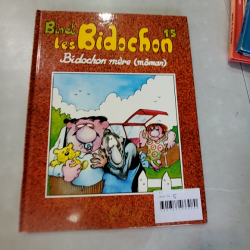 Binet
Les Bidochon 15
Bidochon mère (môman)